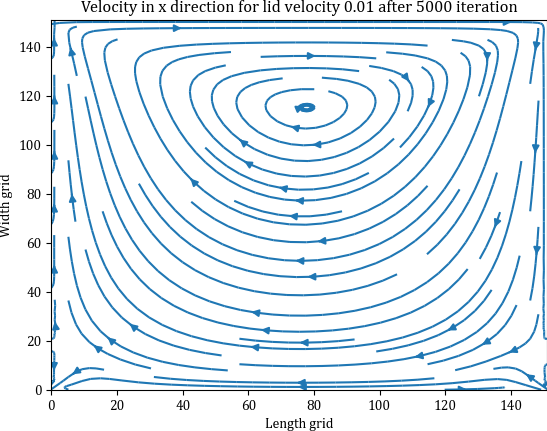 Velocity in x direction for lid velocity 0.01 after 5000 iteration
140
120
100
80
60
40
20
0
Width grid
0 20 40 60 80 100 120 140
Length grid